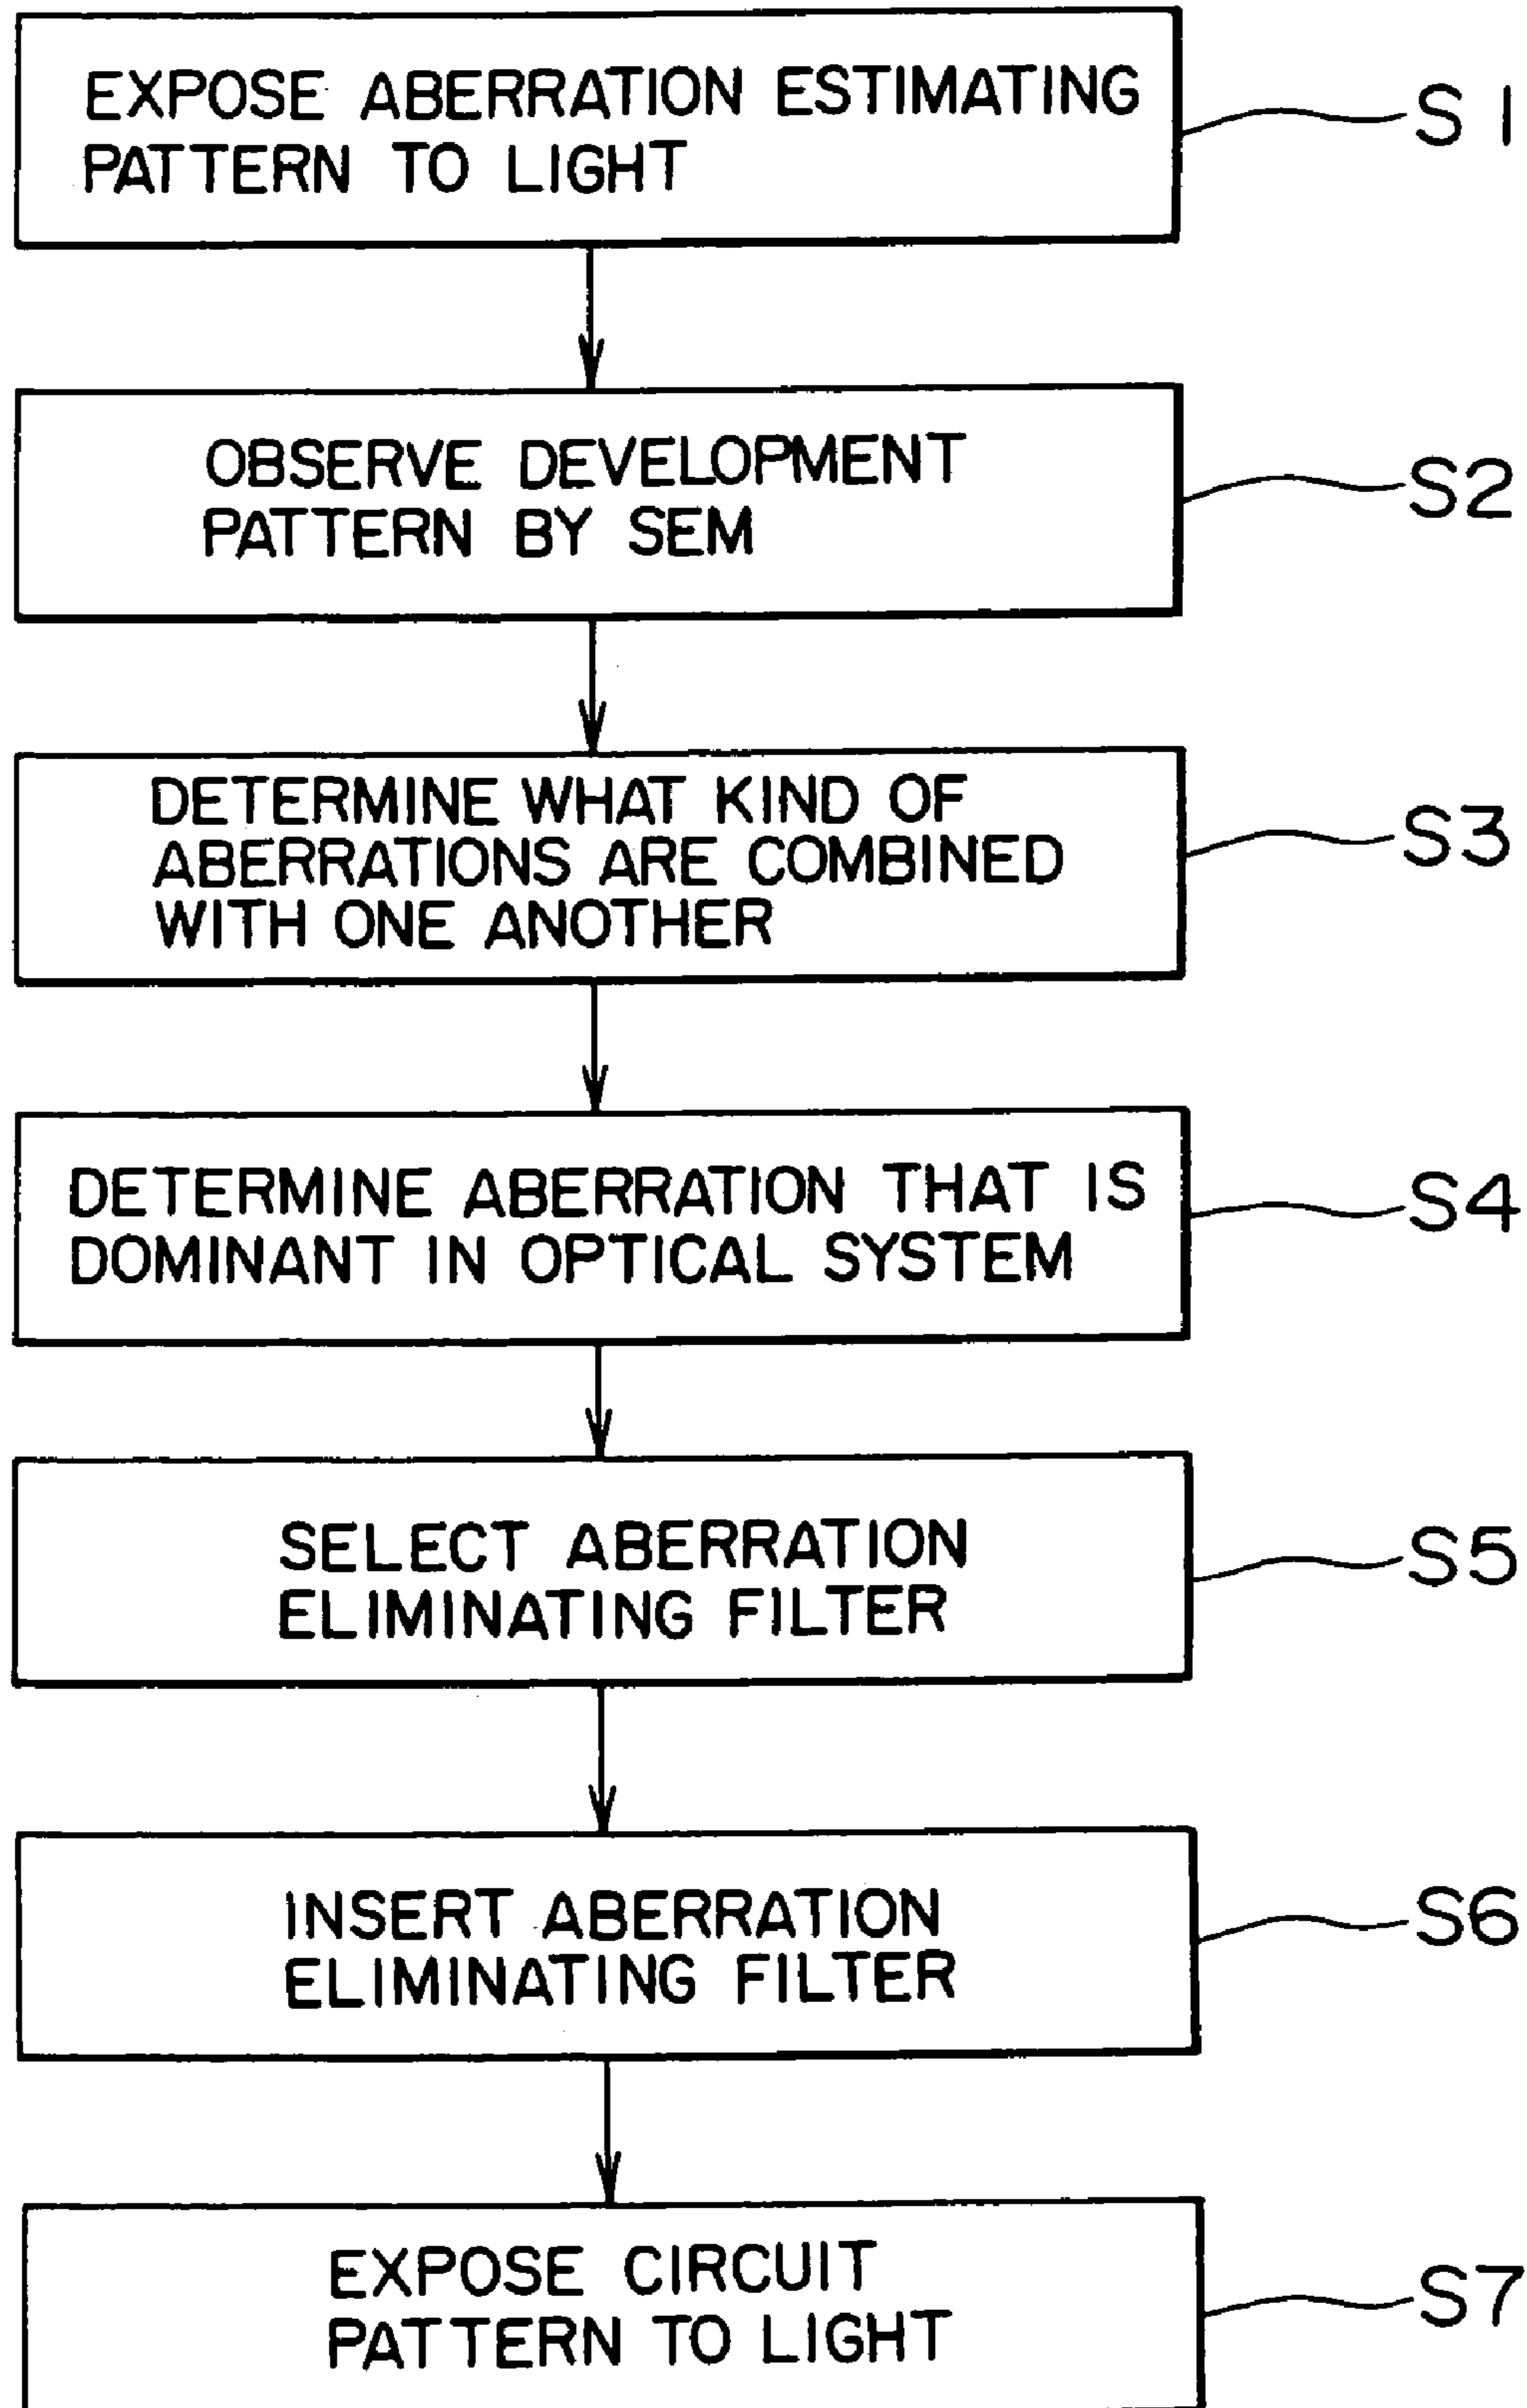 EXPOSE ABERRATION ESTIMATING
PATTERN TO LIGHT
S1
OBSERVE DEVELOPMENT
PATTERN BY SEM
S2
DETERMINE WHAT KIND OF
ABERRATIONS ARE COMBINED
WITH ONE ANOTHER
S3
DETERMINE ABERRATION THAT IS
DOMINANT IN OPTICAL SYSTEM
S4
SELECT ABERRATION
ELIMINATING FILTER
S5
INSERT ABERRATION
ELIMINATING FILTER
S6
EXPOSE CIRCUIT
PATTERN TO LIGHT
S7